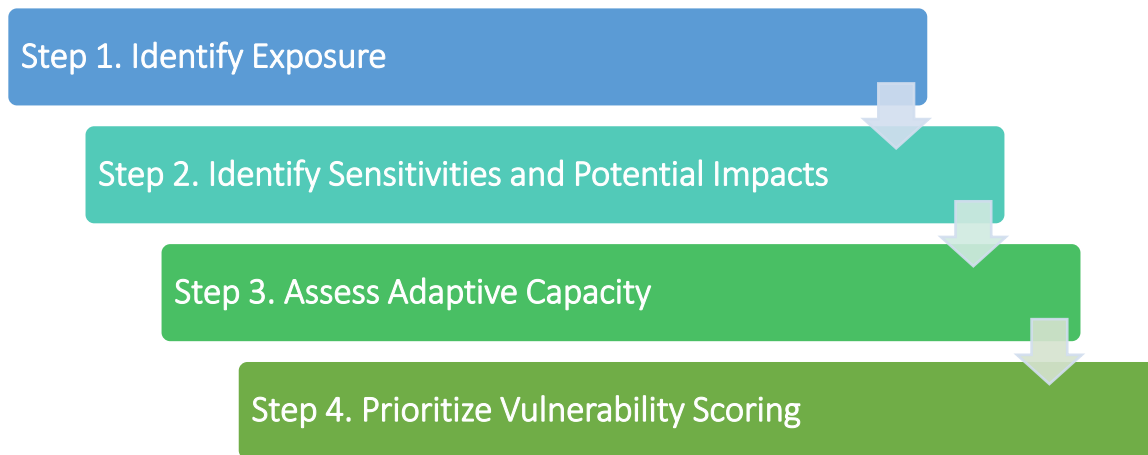 Step 1. Identify Exposure
Step 2. Identify Sensitivities and Potential Impacts
Step 3. Assess Adaptive Capacity
Step 4. Prioritize Vulnerability Scoring